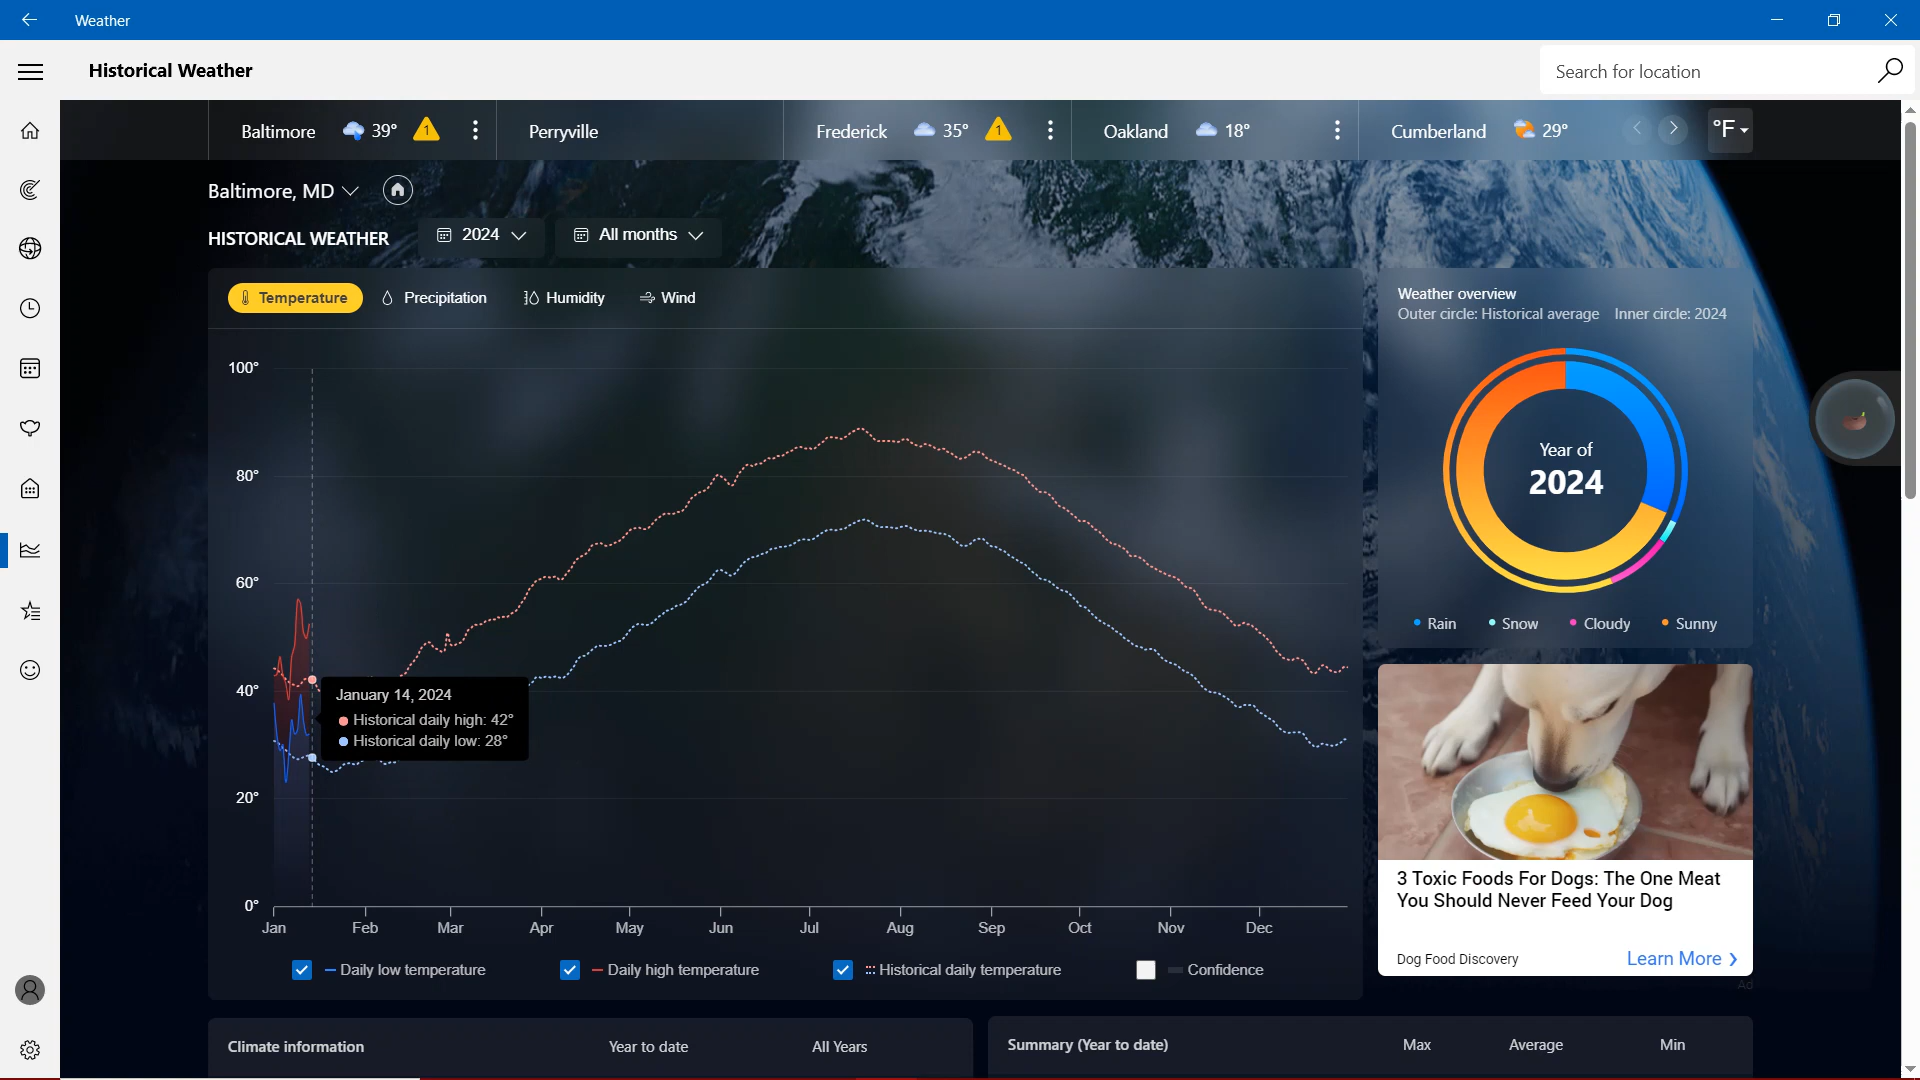 Weather
Historical Weather
Search for location
Baltimore 39° 1 Perryville Frederick 35° 1 Oakland 18° Cumberland 29° °F
Baltimore, MD
HISTORICAL WEATHER 2024 All months
Temperature Precipitation Humidity Wind
Weather overview
Outer circle: Historical average Inner circle: 2024
100°
80°
60°
40°
20°
0°
January 14, 2024
Historical daily high: 42°
Historical daily low: 28°
Jan Feb Mar Apr May Jun Jul Aug Sep Oct Nov Dec
Daily low temperature Daily high temperature Historical daily temperature Confidence
Year of
2024
Rain Snow Cloudy Sunny
3 Toxic Foods For Dogs: The One Meat
You Should Never Feed Your Dog
Dog Food Discovery Learn More
Ad
Climate information Year to date All Years
Summary (Year to date) Max Average Min